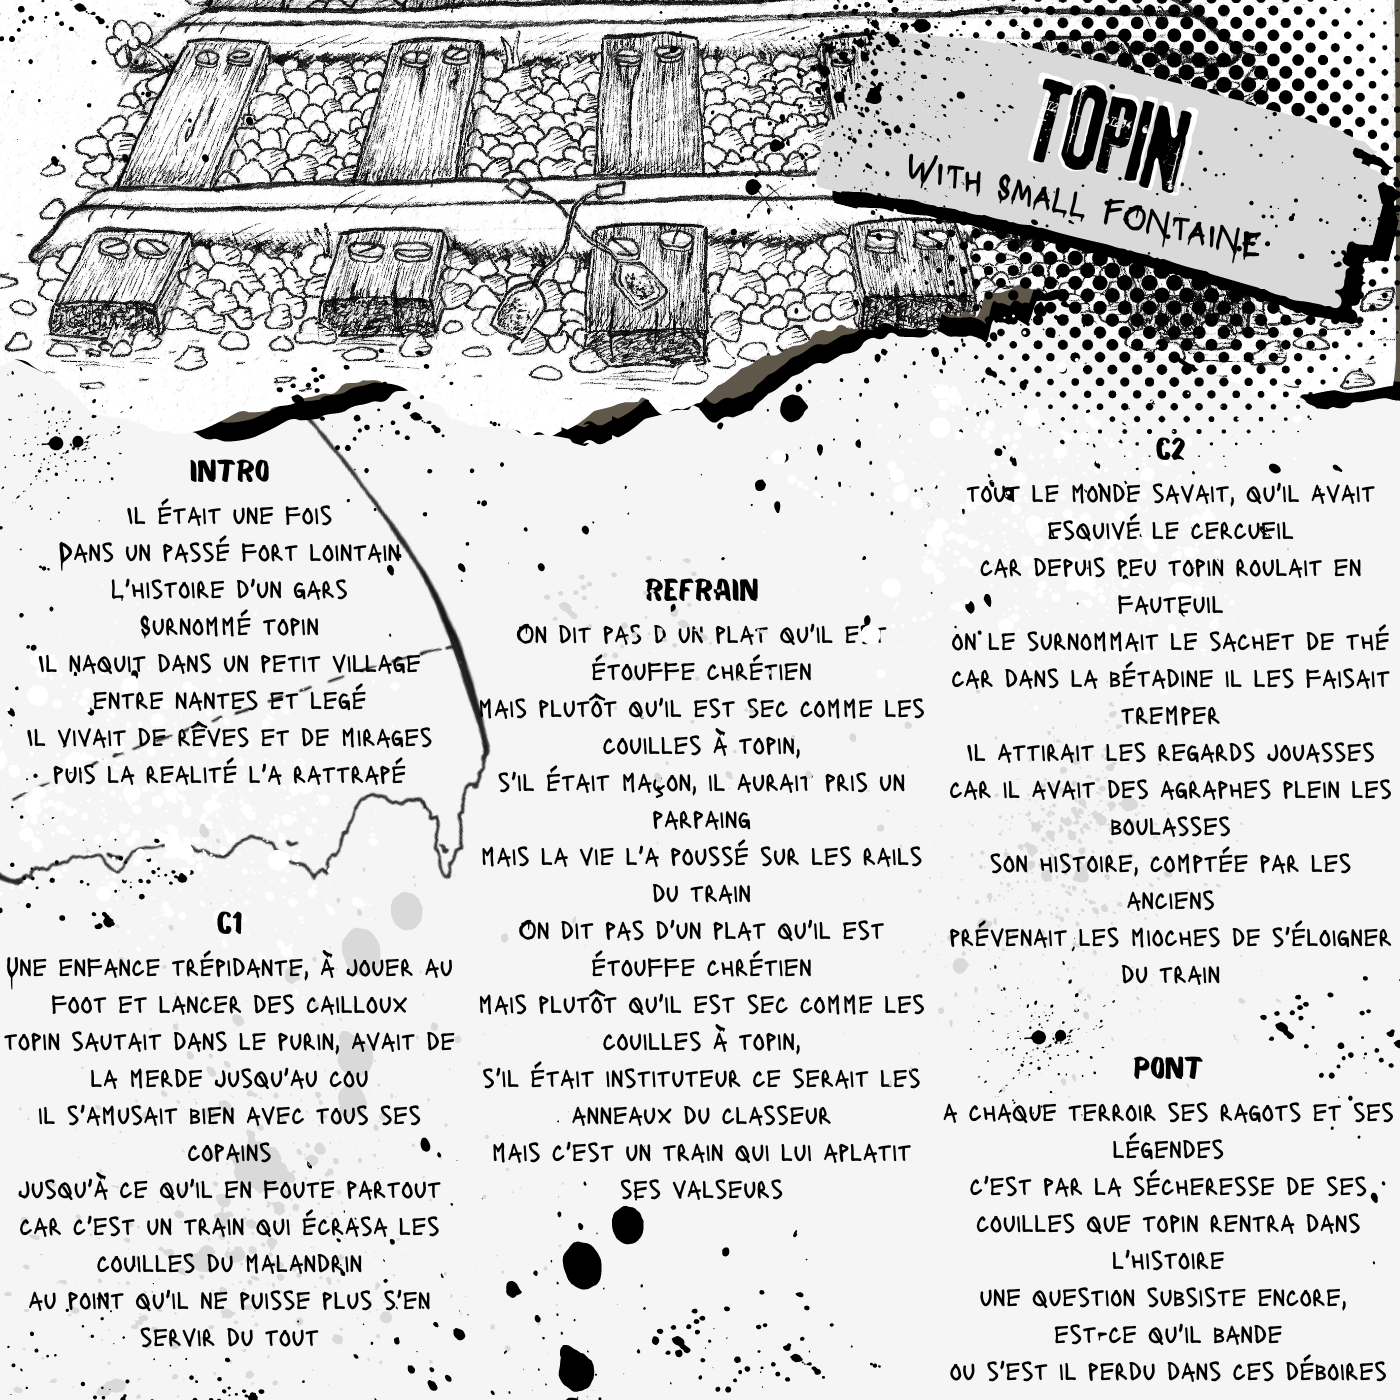 TOPIN
WITH SMALL FONTAINE
INTRO
IL ÉTAIT UNE FOIS
DANS UN PASSÉ FORT LOINTAIN
L'HISTOIRE D'UN GARS
SURNOMMÉ TOPIN
IL NAQUIT DANS UN PETIT VILLAGE
ENTRE NANTES ET LEGÉ
IL VIVAIT DE RÊVES ET DE MIRAGES
PUIS LA REALITÉ L'A RATTRAPÉ
C1
UNE ENFANCE TRÉPIDANTE, À JOUER AU
FOOT ET LANCER DES CAILLOUX
TOPIN SAUTAIT DANS LE PURIN, AVAIT DE
LA MERDE JUSQU'AU COU
IL S'AMUSAIT BIEN AVEC TOUS SES
COPAINS
JUSQU'À CE QU'IL EN FOUTE PARTOUT
CAR C'EST UN TRAIN QUI ÉCRASA LES
COUILLES DU MALANDRIN
AU POINT QU'IL NE PUISSE PLUS S'EN
SERVIR DU TOUT
REFRAIN
ON DIT PAS D'UN PLAT QU'IL EST
ÉTOUFFE CHRÉTIEN
MAIS PLUTÔT QU'IL EST SEC COMME LES
COUILLES À TOPIN,
S'IL ÉTAIT MAÇON, IL AURAIT PRIS UN
PARPAING
MAIS LA VIE L'A POUSSÉ SUR LES RAILS
DU TRAIN
ON DIT PAS D'UN PLAT QU'IL EST
ÉTOUFFE CHRÉTIEN
MAIS PLUTÔT QU'IL EST SEC COMME LES
COUILLES À TOPIN,
S'IL ÉTAIT INSTITUTEUR CE SERAIT LES
ANNEAUX DU CLASSEUR
MAIS C'EST UN TRAIN QUI LUI APLATIT
SES VALSEURS
C2
TOUT LE MONDE SAVAIT, QU'IL AVAIT
ESQUIVÉ LE CERCUEIL
CAR DEPUIS PEU TOPIN ROULAIT EN
FAUTEUIL
ON LE SURNOMMAIT LE SACHET DE THÉ
CAR DANS LA BÉTADINE IL LES FAISAIT
TREMPER
IL ATTIRAIT LES REGARDS JOUASSES
CAR IL AVAIT DES AGRAPHES PLEIN LES
BOULASSES
SON HISTOIRE, COMPTÉE PAR LES
ANCIENS
PRÉVENAIT LES MIOCHES DE S'ÉLOIGNER
DU TRAIN
PONT
A CHAQUE TERROIR SES RAGOTS ET SES
LÉGENDES
C'EST PAR LA SÉCHERESSE DE SES
COUILLES QUE TOPIN RENTRA DANS
L'HISTOIRE
UNE QUESTION SUBSISTE ENCORE,
EST-CE QU'IL BANDE
OU S'EST IL PERDU DANS CES DÉBOIRES